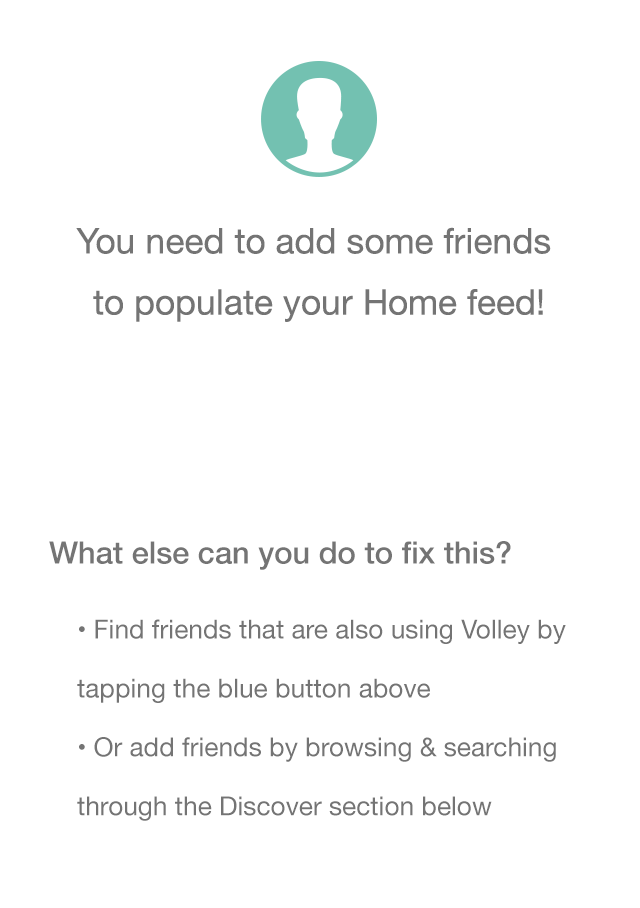 You need to add some friends
to populate your Home feed!
What else can you do to fix this?
• Find friends that are also using Volley by
tapping the blue button above
• Or add friends by browsing & searching
through the Discover section below